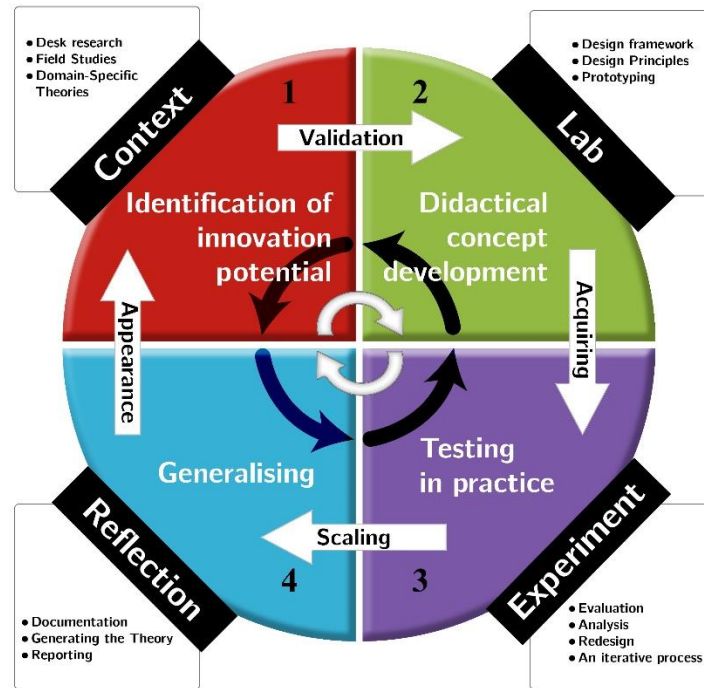 • Desk research
• Field Studies
• Domain-Specific
Theories
Context
1
Identification of
innovation
potential
Validation
2
Didactical
concept
development
Lab
• Design framework
• Design Principles
• Prototyping
Acquiring
Testing
in practice
3
Experiment
• Evaluation
• Analysis
• Redesign
• An iterative process
Scaling
Generalising
4
Reflection
• Documentation
• Generating the Theory
• Reporting
Appearance